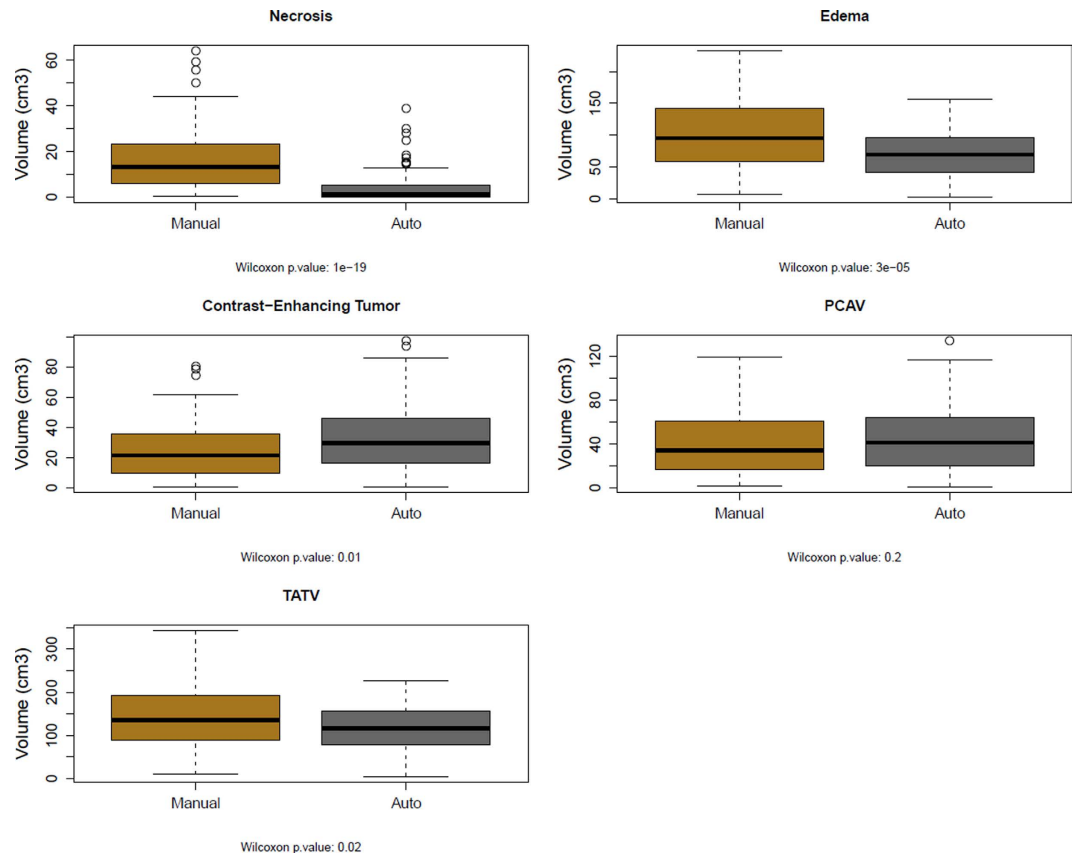 Necrosis
Volume (cm3)
60
40
20
0
Manual Auto
Wilcoxon p.value: 1e−19
Edema
Volume (cm3)
150
50
0
Manual Auto
Wilcoxon p.value: 3e−05
Contrast−Enhancing Tumor
Volume (cm3)
80
60
40
20
0
Manual Auto
Wilcoxon p.value: 0.01
PCAV
Volume (cm3)
120
80
40
0
Manual Auto
Wilcoxon p.value: 0.2
TATV
Volume (cm3)
300
200
100
0
Manual Auto
Wilcoxon p.value: 0.02